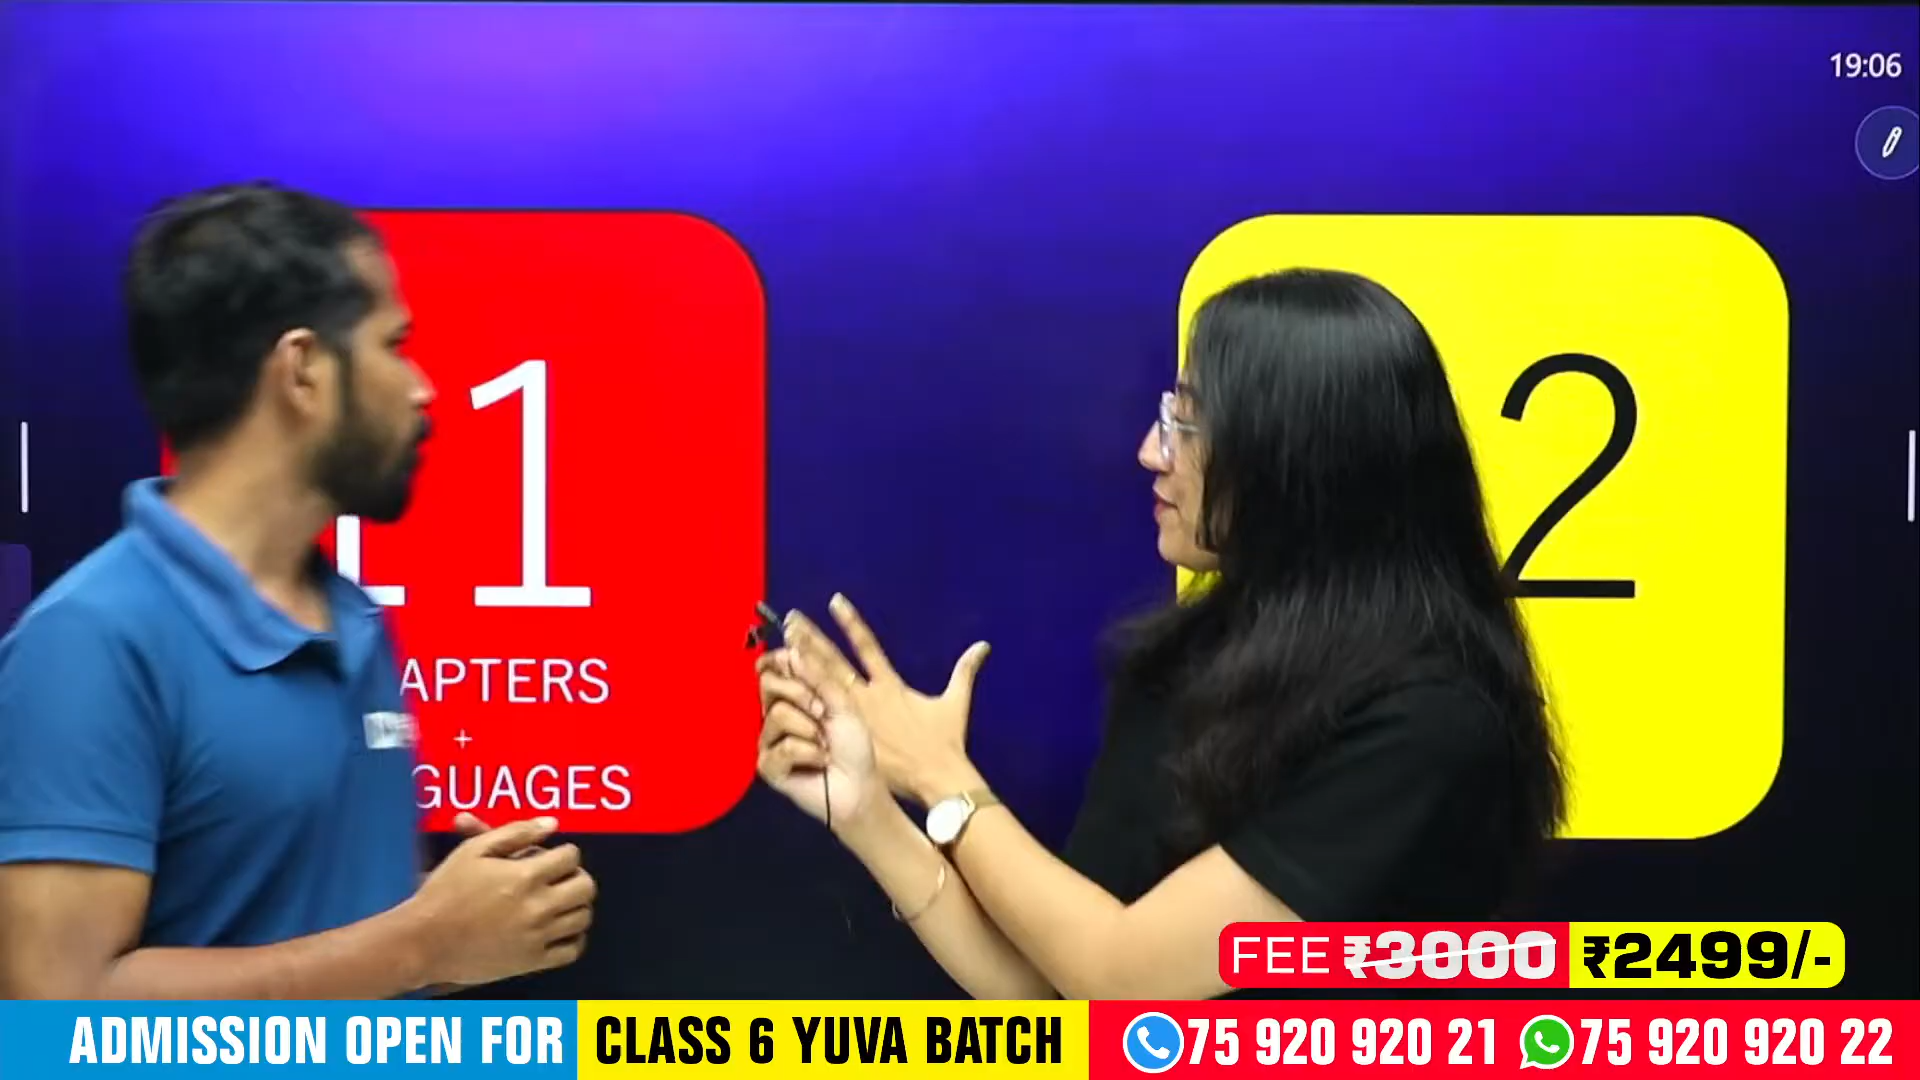 19:06
11
2
APTERS
+
GUAGES
FEE ₹3000 ₹2499/-
ADMISSION OPEN FOR CLASS 6 YUVA BATCH 75 920 920 21 75 920 920 22